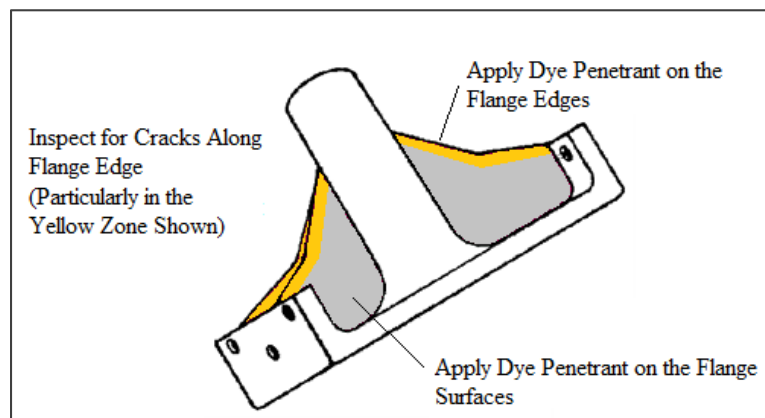 Apply Dye Penetrant on the
Flange Edges
Inspect for Cracks Along
Flange Edge
(Particularly in the
Yellow Zone Shown)
Apply Dye Penetrant on the Flange
Surfaces